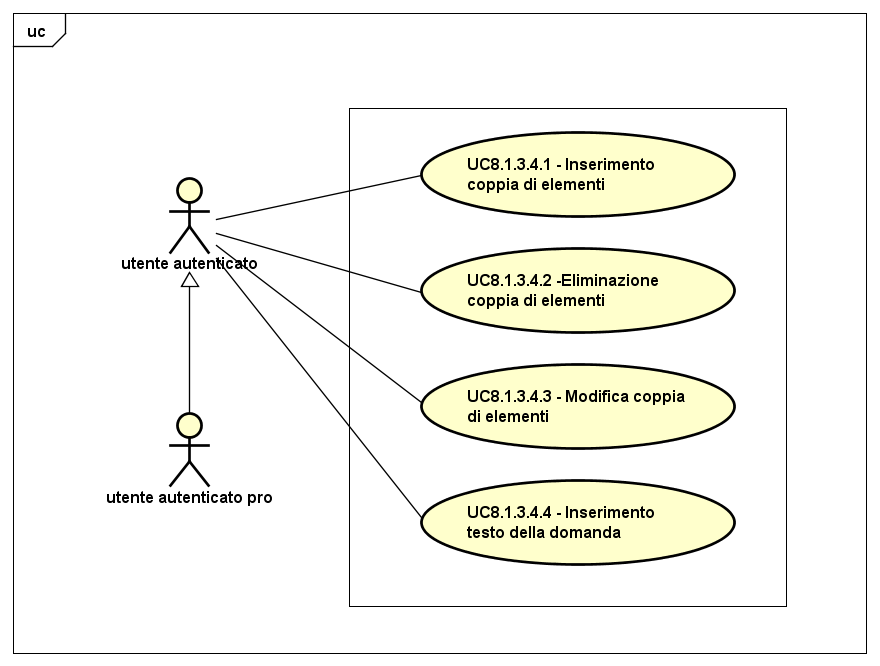 uc
UC8.1.3.4.1 - Inserimento
coppia di elementi
utente autenticato
UC8.1.3.4.2 -Eliminazione
coppia di elementi
UC8.1.3.4.3 - Modifica coppia
di elementi
utente autenticato pro
UC8.1.3.4.4 - Inserimento
testo della domanda